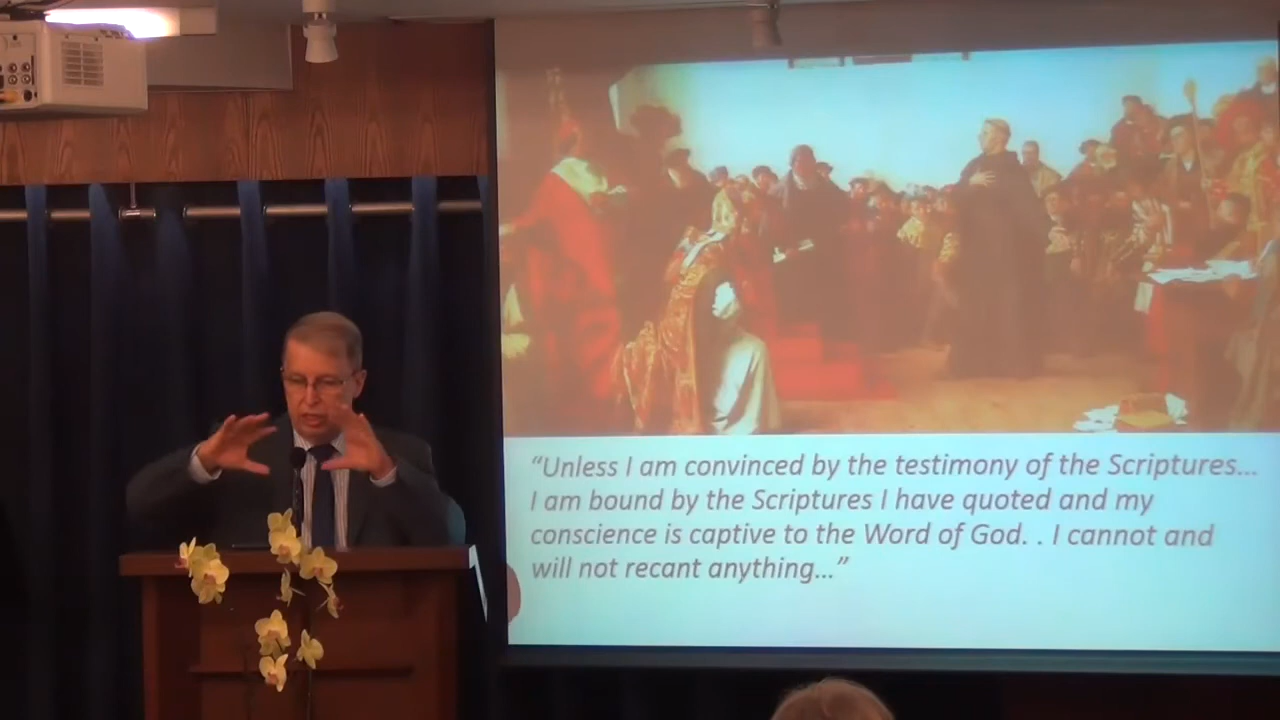 “Unless I am convinced by the testimony of the Scriptures...
I am bound by the Scriptures I have quoted and my
conscience is captive to the Word of God. . I cannot and
will not recant anything...”